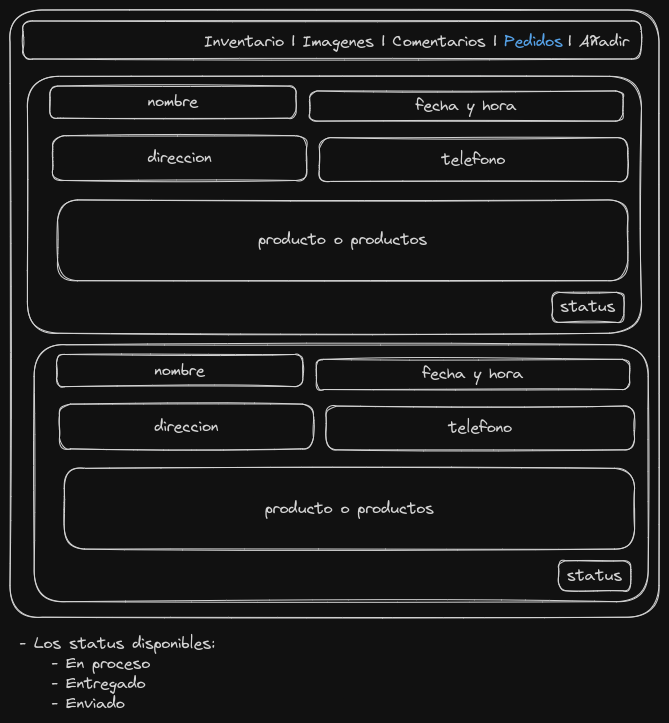 Inventario | Imagenes | Comentarios | Pedidos | Añadir
nombre
fecha y hora
direccion
telefono
producto o productos
status
nombre
fecha y hora
direccion
telefono
producto o productos
status
- Los status disponibles:
- En proceso
- Entregado
- Enviado